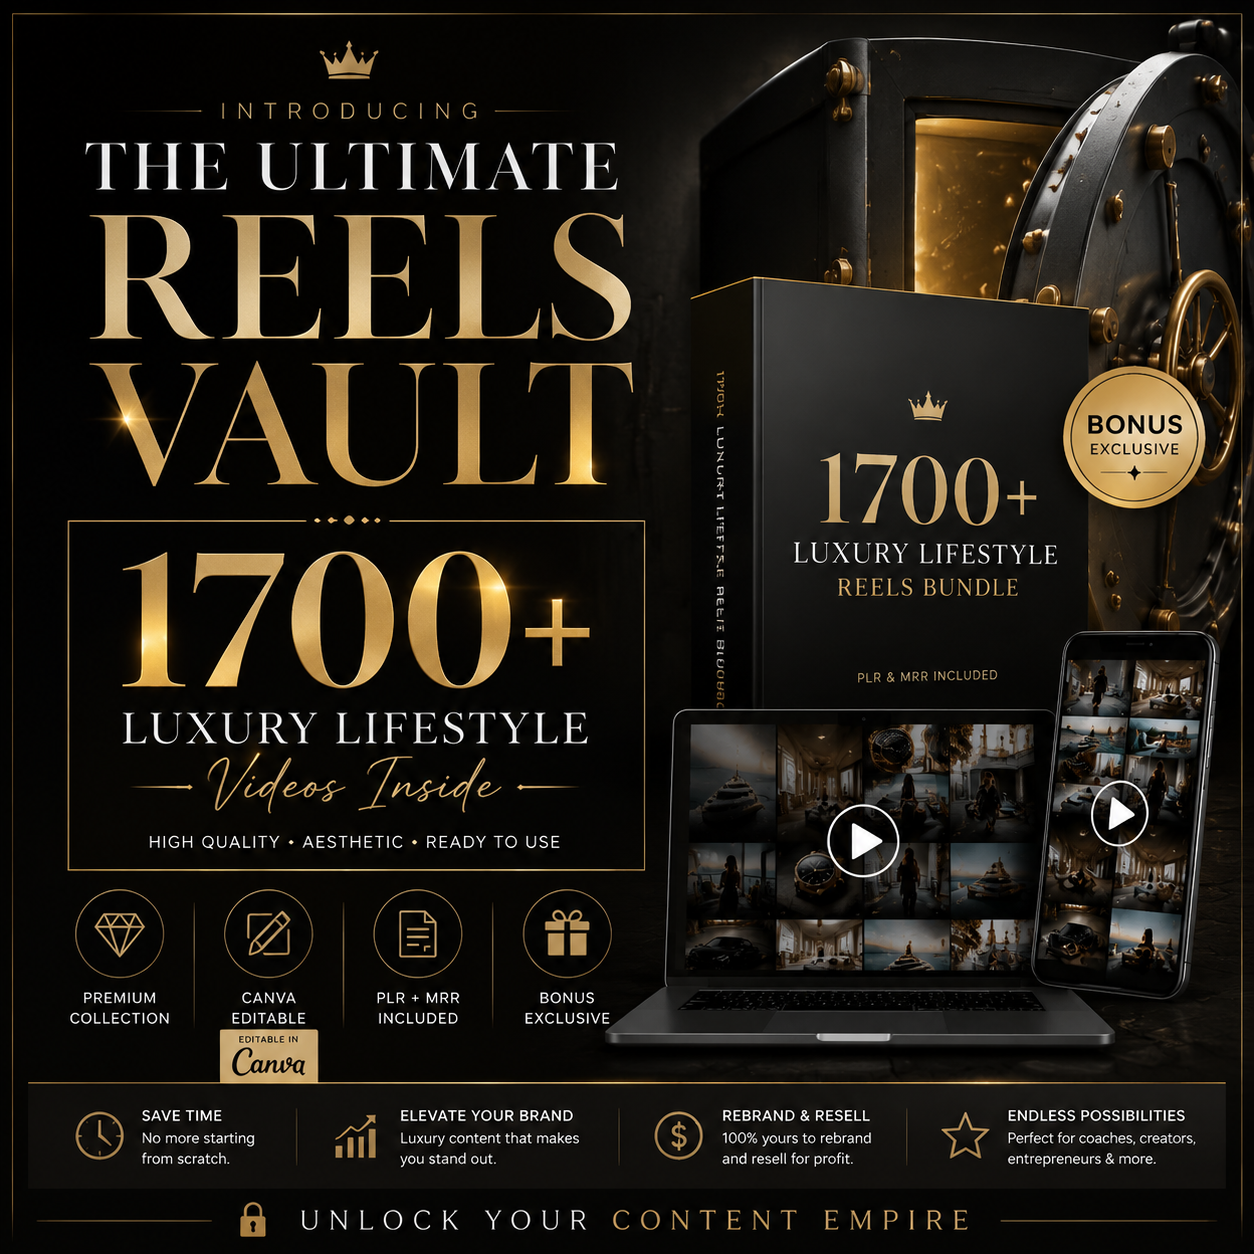 INTRODUCING
THE ULTIMATE
REELS
VAULT
1700+
LUXURY LIFESTYLE
Videos Inside
HIGH QUALITY • AESTHETIC • READY TO USE
PREMIUM
COLLECTION
CANVA
EDITABLE
PLR + MRR
INCLUDED
BONUS
EXCLUSIVE
EDITABLE IN
Canva
1700+
LUXURY LIFESTYLE
REELS BUNDLE
PLR & MRR INCLUDED
BONUS
EXCLUSIVE
SAVE TIME
No more starting
from scratch.
ELEVATE YOUR BRAND
Luxury content that makes
you stand out.
REBRAND & RESELL
100% yours to rebrand
and resell for profit.
ENDLESS POSSIBILITIES
Perfect for coaches, creators,
entrepreneurs & more.
UNLOCK YOUR CONTENT EMPIRE